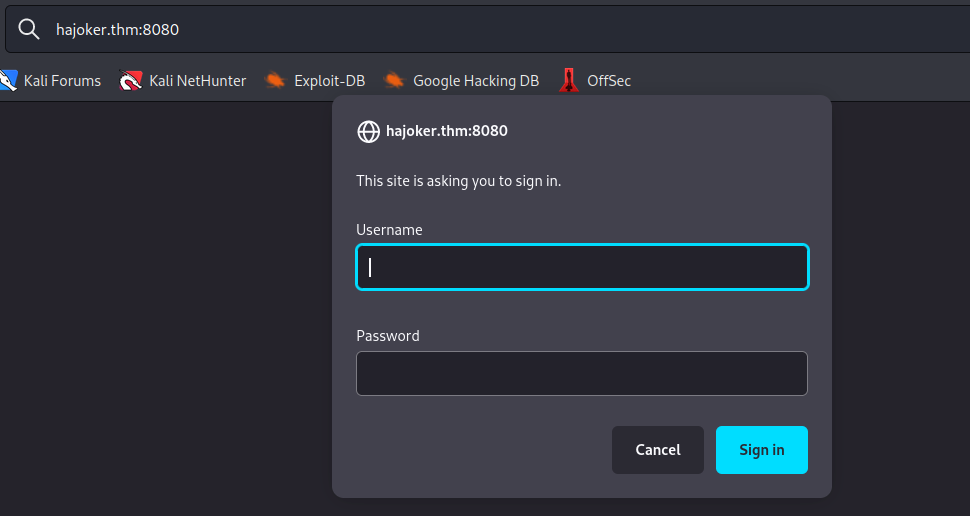 hajoker.thm:8080
Kali Forums Kali NetHunter Exploit-DB Google Hacking DB OffSec
hajoker.thm:8080
This site is asking you to sign in.
Username
Password
Cancel Sign in